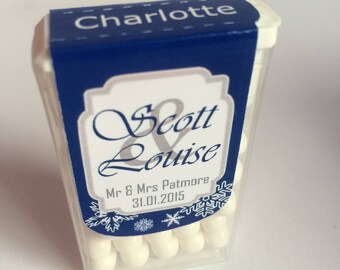 Charlotte
Scott
&
Louise
Mr & Mrs Patmore
31.01.2015